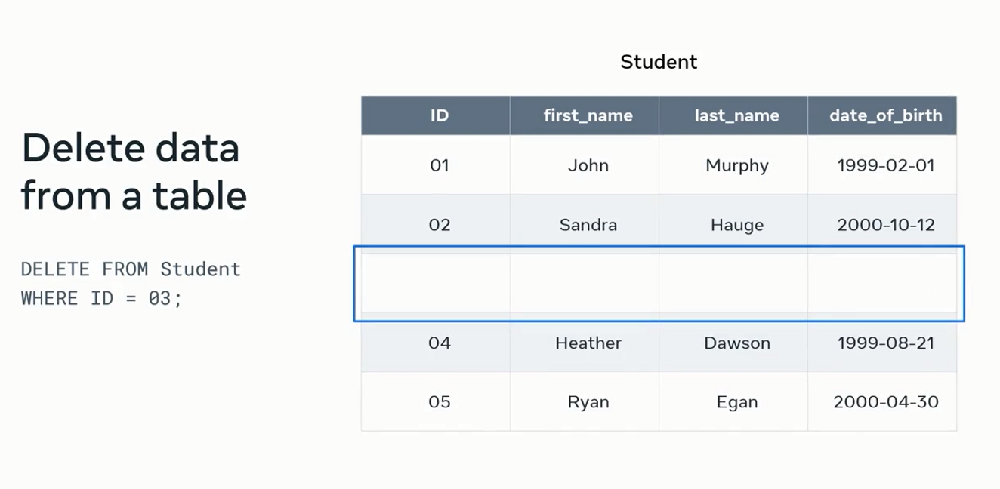 Student
Delete data
from a table
DELETE FROM Student
WHERE ID = 03;
ID first_name last_name date_of_birth
01 John Murphy 1999-02-01
02 Sandra Hauge 2000-10-12
04 Heather Dawson 1999-08-21
05 Ryan Egan 2000-04-30